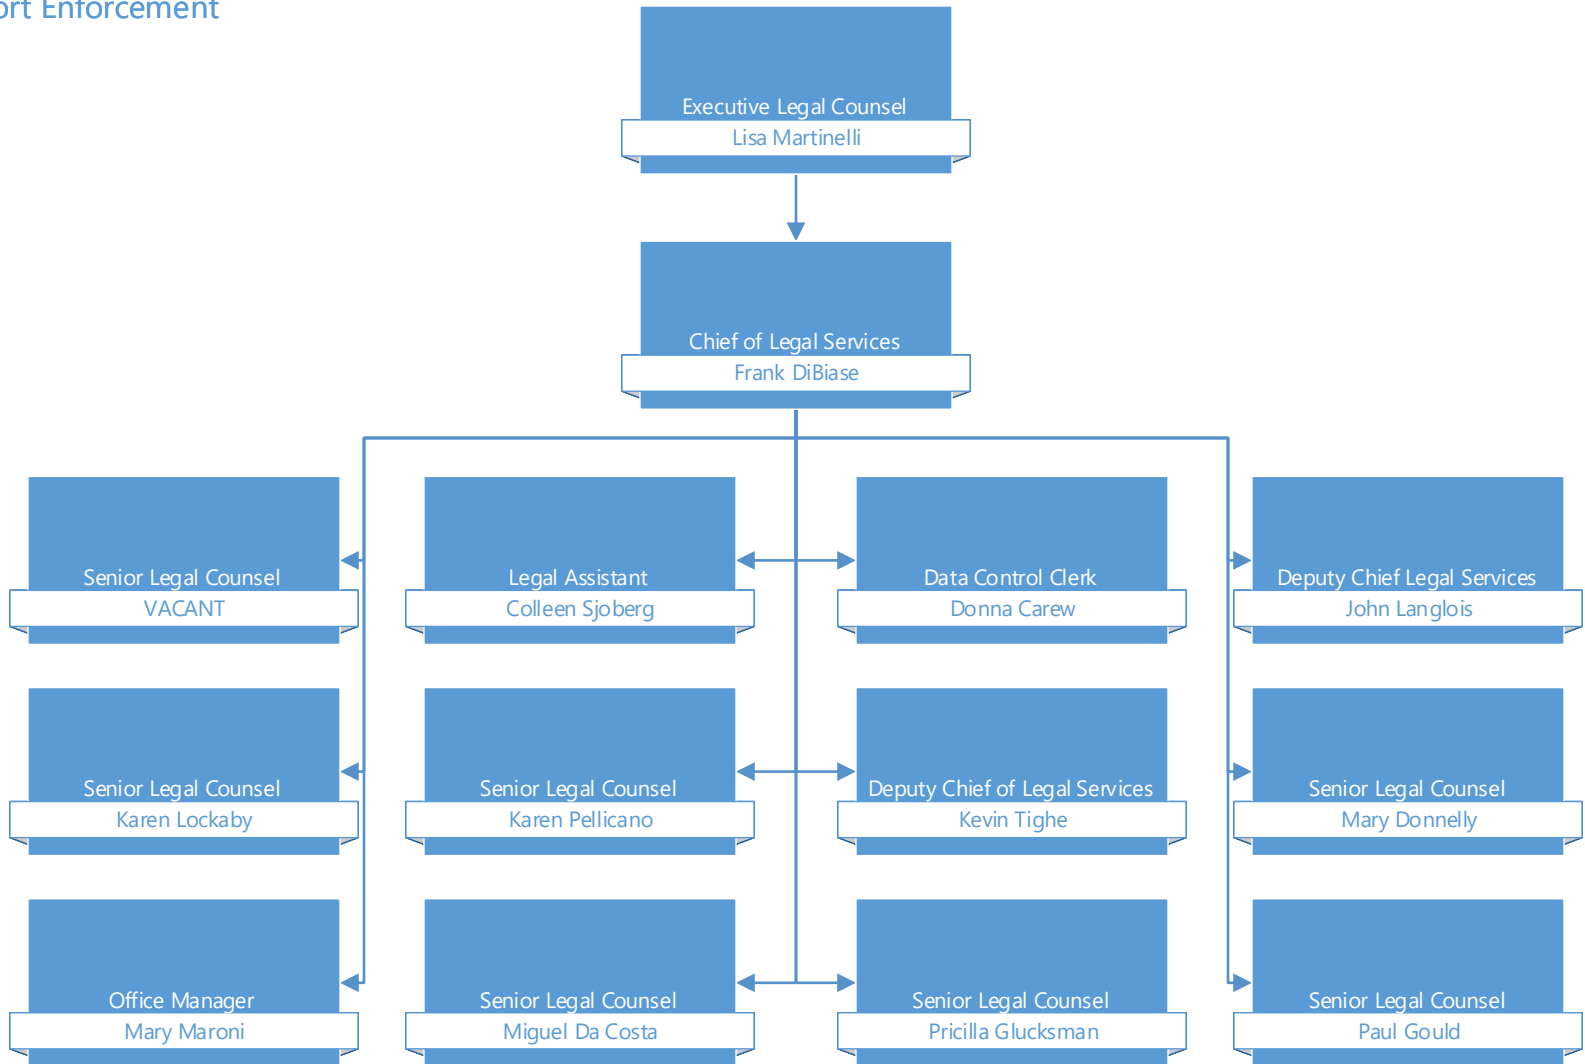 Enforcement
Executive Legal Counsel
Lisa Martinelli
Chief of Legal Services
Frank DiBiase
Senior Legal Counsel
VACANT
Legal Assistant
Colleen Sjoberg
Data Control Clerk
Donna Carew
Deputy Chief Legal Services
John Langlois
Senior Legal Counsel
Karen Lockaby
Senior Legal Counsel
Karen Pellicano
Deputy Chief of Legal Services
Kevin Tighe
Senior Legal Counsel
Mary Donnelly
Office Manager
Mary Maroni
Senior Legal Counsel
Miguel Da Costa
Senior Legal Counsel
Pricilla Glucksman
Senior Legal Counsel
Paul Gould